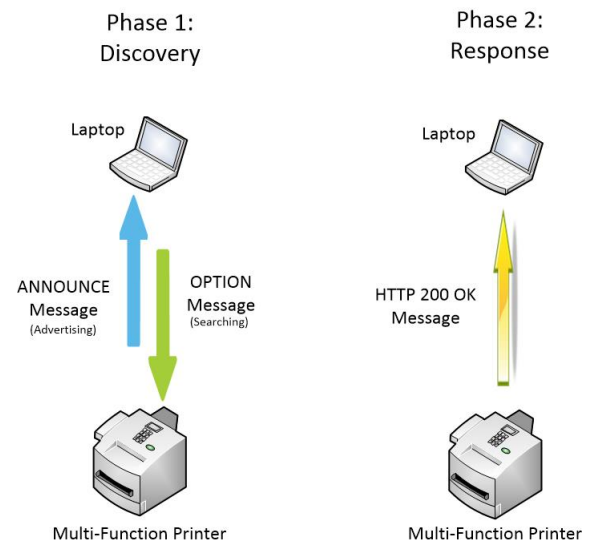 Phase 1:
Discovery
Laptop
ANNOUNCE
Message
(Advertising)
OPTION
Message
(Searching)
Multi-Function Printer
Phase 2:
Response
Laptop
HTTP 200 OK
Message
Multi-Function Printer